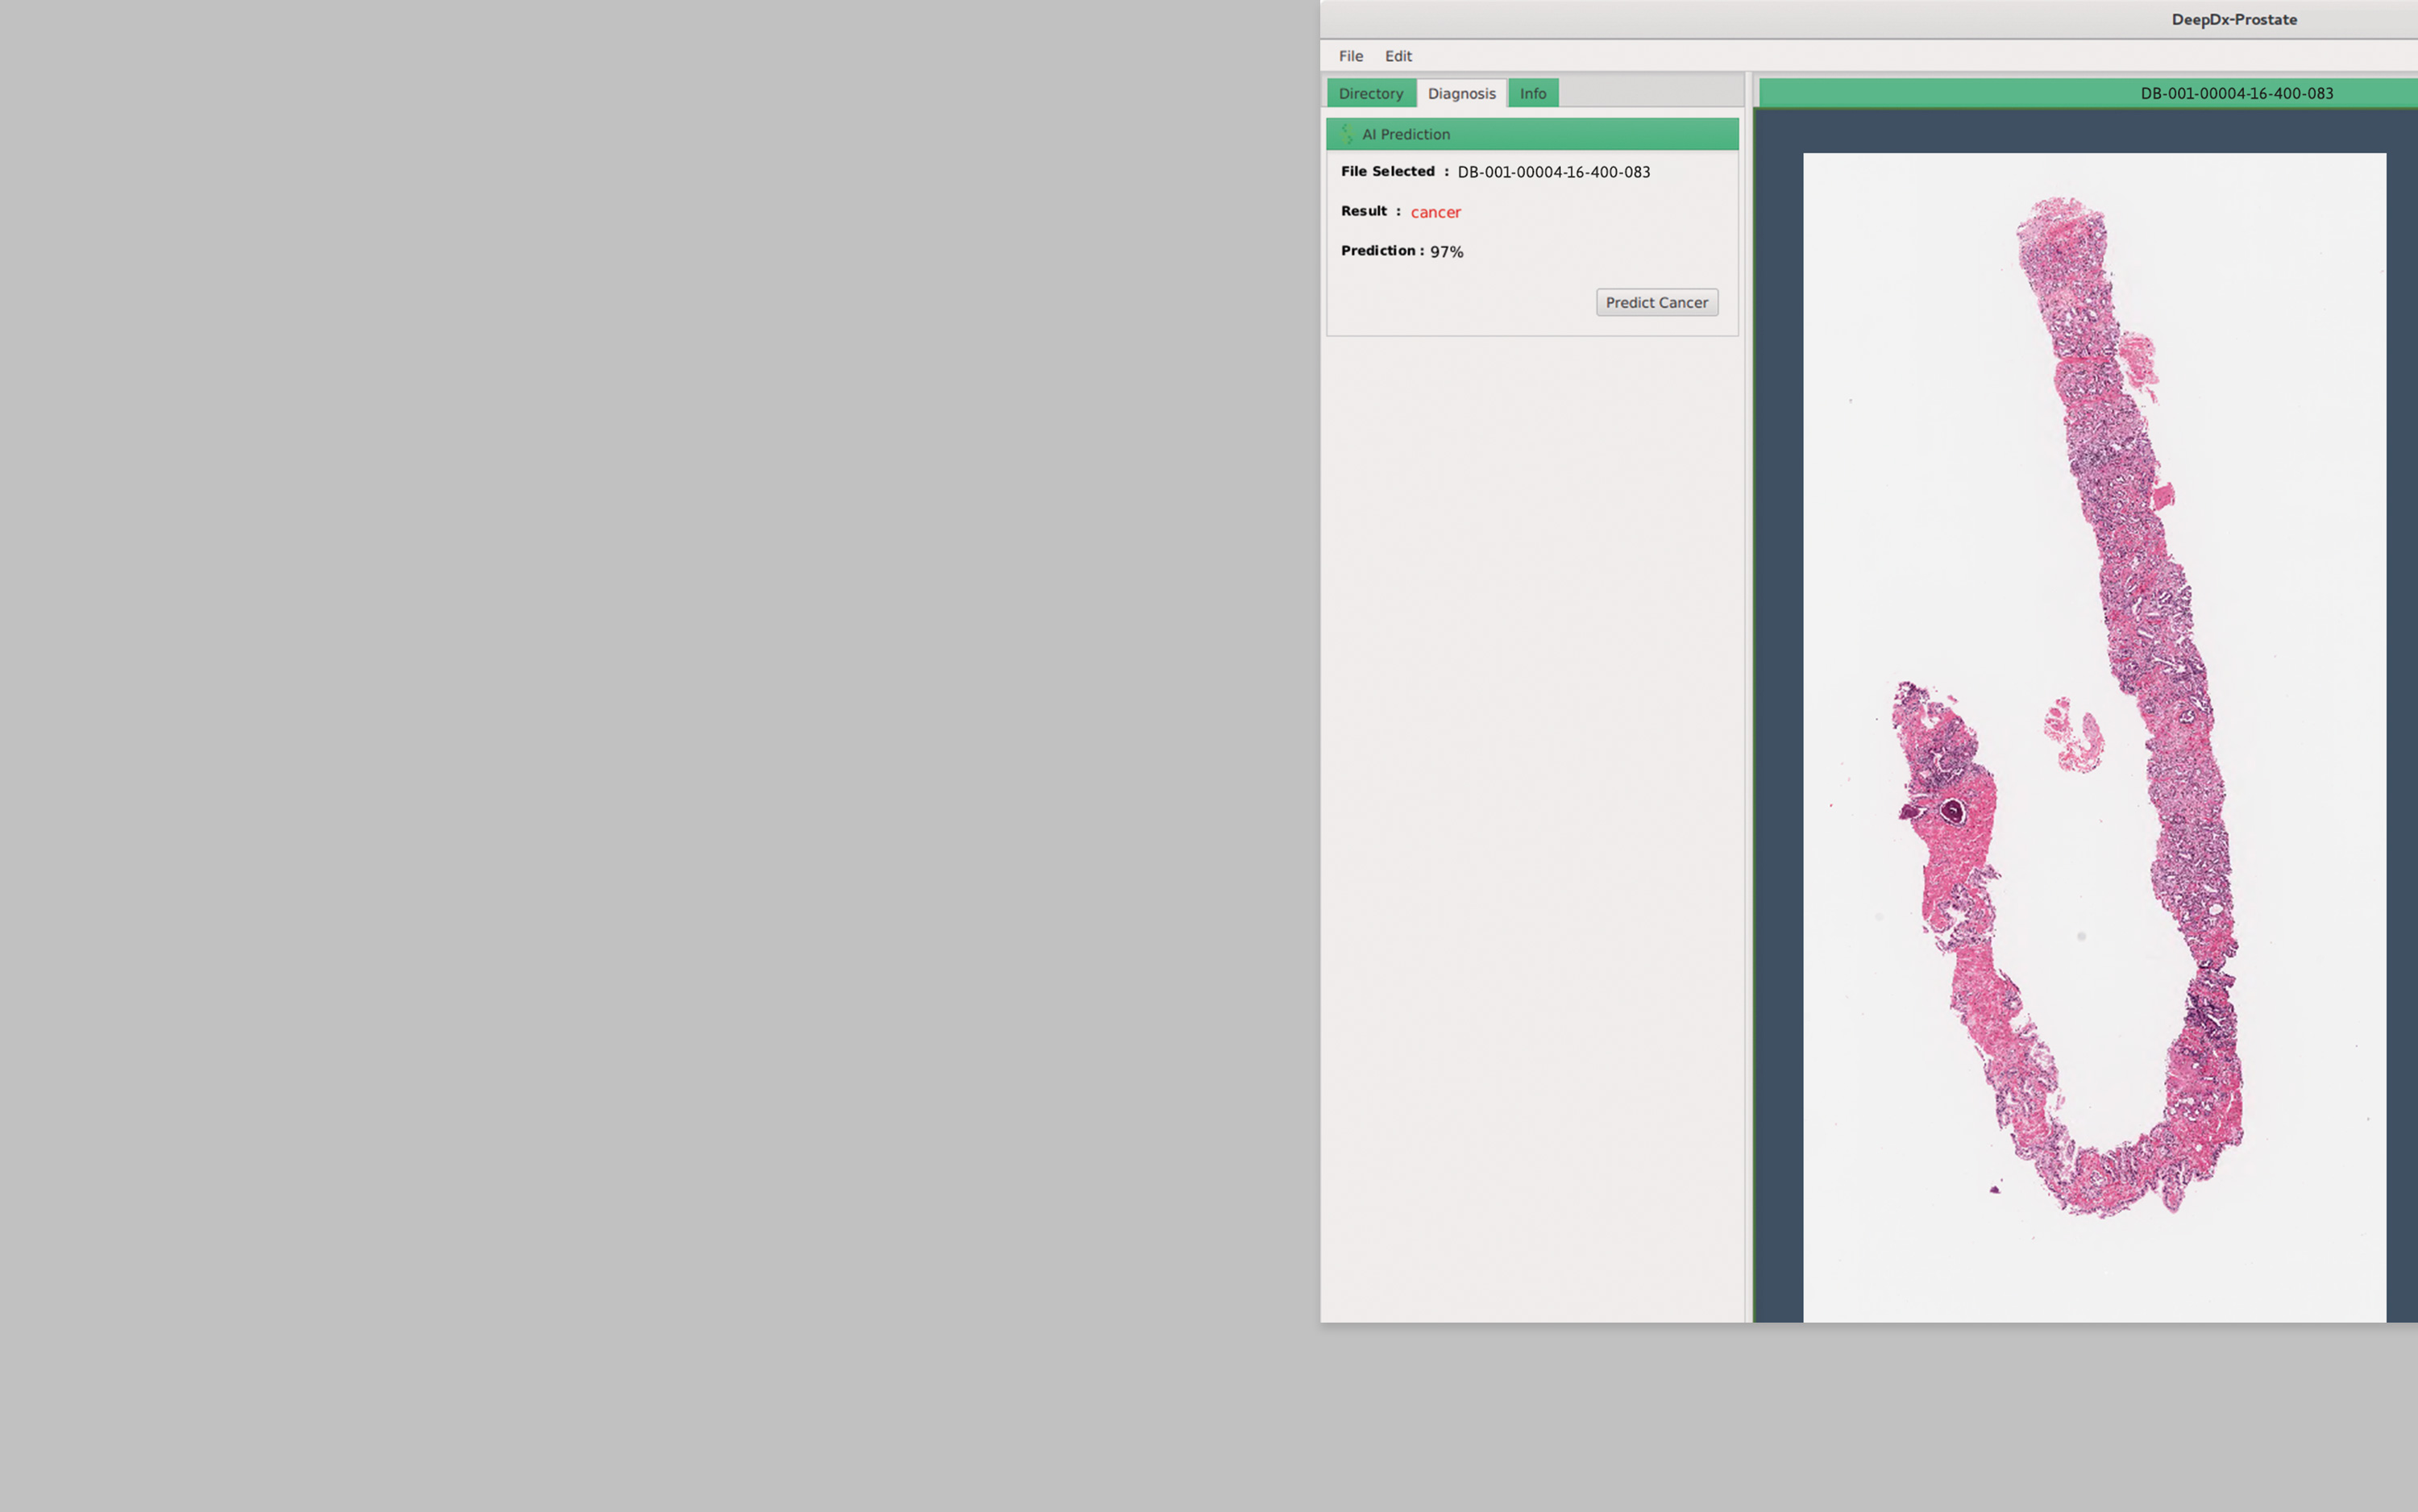 DeepDx-Prostate
File Edit
Directory Diagnosis Info
DB-001-00004-16-400-083
AI Prediction
File Selected : DB-001-00004-16-400-083
Result : cancer
Prediction : 97%
Predict Cancer